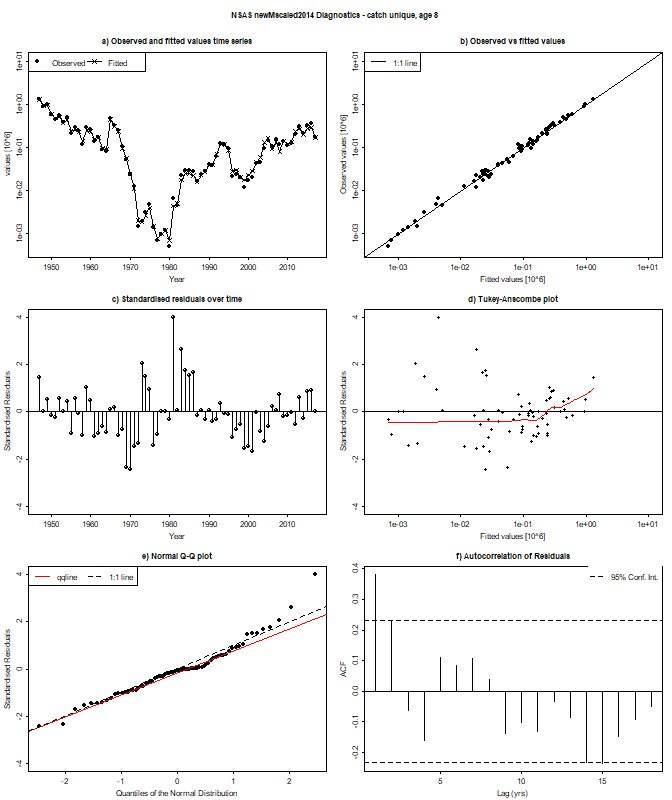 NSAS newMscaled2014 Diagnostics - catch unique, age 8
a) Observed and fitted values time series
values [10^6]
1e+01
1e+00
1e-01
1e-02
1e-03
Observed Fitted
1950 1960 1970 1980 1990 2000 2010
Year
b) Observed vs fitted values
Observed values [10^6]
1e+01
1e+00
1e-01
1e-02
1e-03
1:1 line
1e-03 1e-02 1e-01 1e+00 1e+01
Fitted values [10^6]
c) Standardised residuals over time
Standardised Residuals
4
2
0
-2
-4
1950 1960 1970 1980 1990 2000 2010
Year
d) Tukey-Anscombe plot
Standardised Residuals
4
2
0
-2
-4
1e-03 1e-02 1e-01 1e+00 1e+01
Fitted values [10^6]
e) Normal Q-Q plot
Standardised Residuals
4
2
0
-2
-4
qqline 1:1 line
-2 -1 0 1 2
Quantiles of the Normal Distribution
f) Autocorrelation of Residuals
ACF
0.4
0.3
0.2
0.1
0.0
-0.1
-0.2
95% Conf. Int.
5 10 15
Lag (yrs)